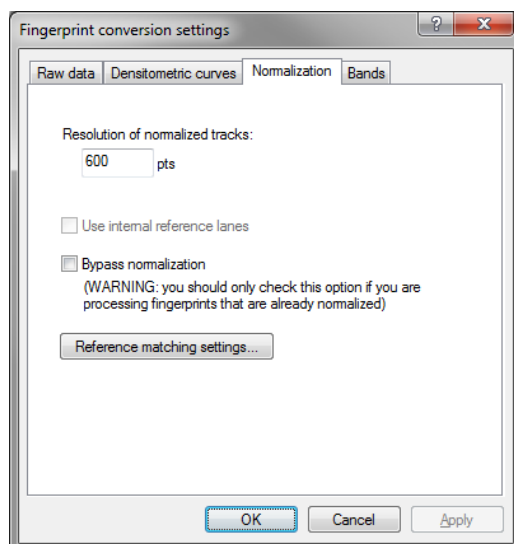 Fingerprint conversion settings
?
Raw data Densitometric curves Normalization Bands
Resolution of normalized tracks:
600 pts
Use internal reference lanes
Bypass normalization
(WARNING: you should only check this option if you are
processing fingerprints that are already normalized)
Reference matching settings...
OK Cancel Apply